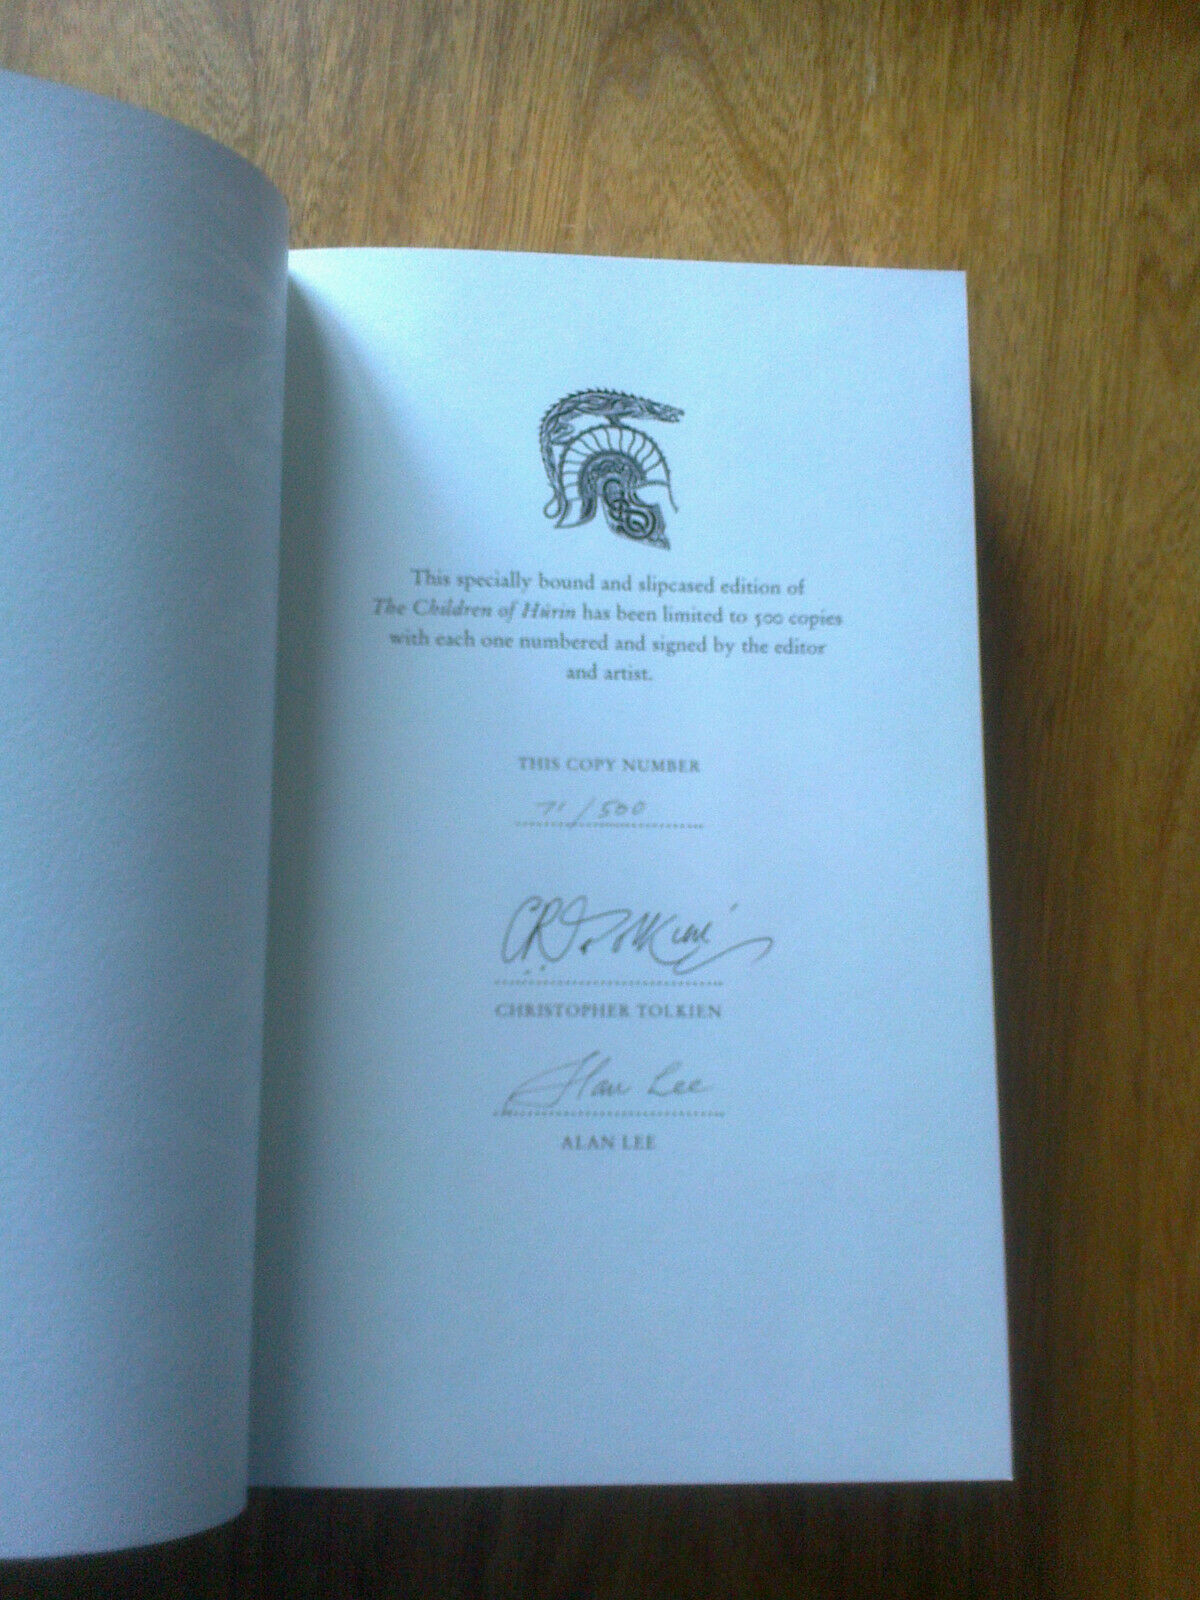 This specially bound and slipcased edition of
The Children of Húrin has been limited to 500 copies
with each one numbered and signed by the editor
and artist.
THIS COPY NUMBER
71/500
CRTolkien
CHRISTOPHER TOLKIEN
Alan Lee
ALAN LEE